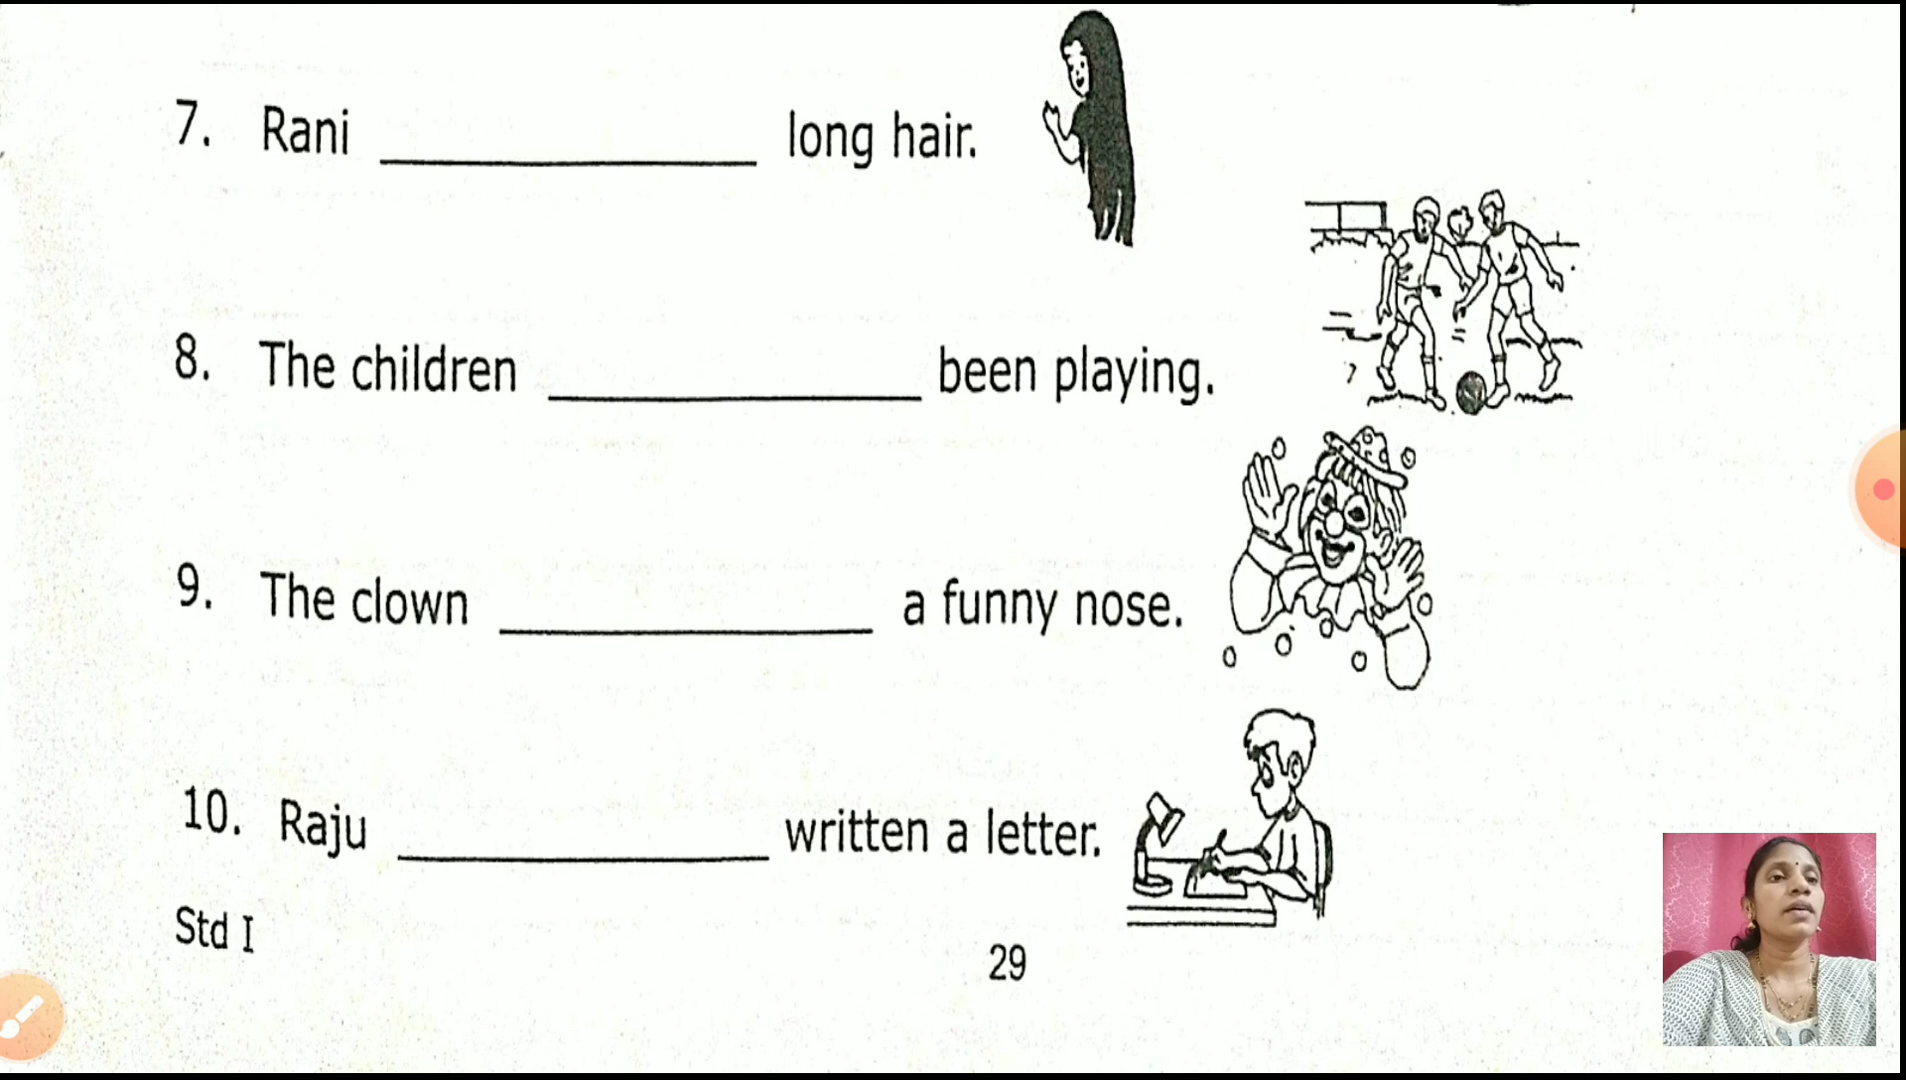 7. Rani ____________ long hair.
8. The children ____________ been playing.
9. The clown ____________ a funny nose.
10. Raju ____________ written a letter.
Std I
29